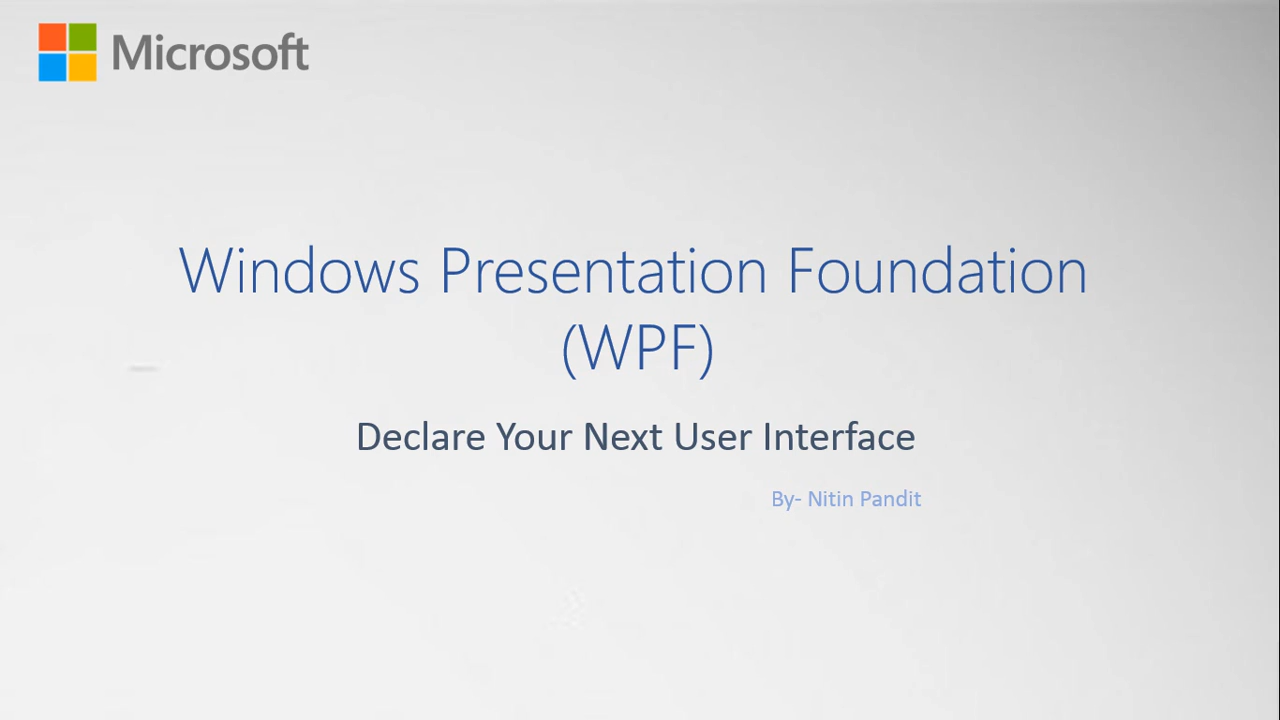 Microsoft
Windows Presentation Foundation
(WPF)
Declare Your Next User Interface
By- Nitin Pandit